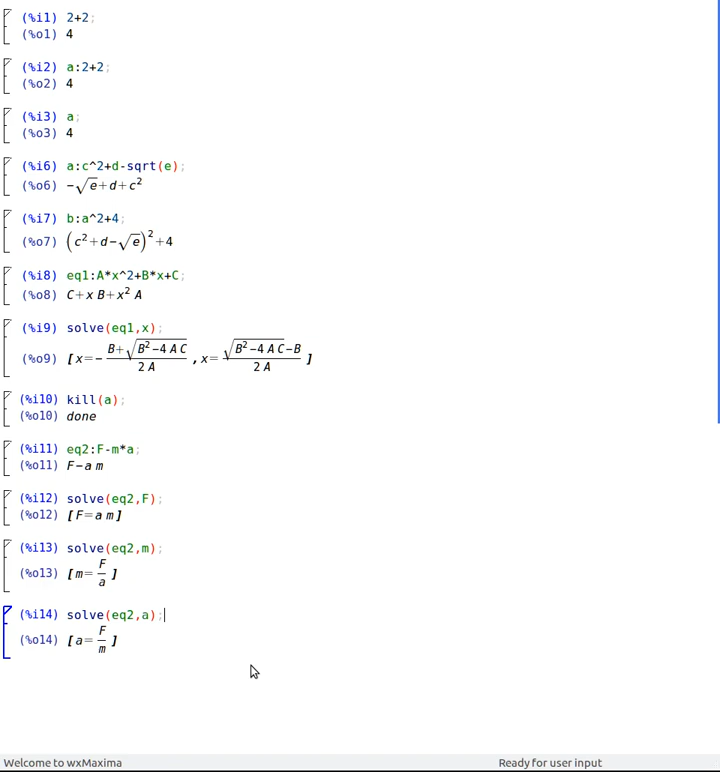 (%i1) 2+2;
(%o1) 4
(%i2) a:2+2;
(%o2) 4
(%i3) a;
(%o3) 4
(%i6) a:c^2+d-sqrt(e);
(%o6) −√e+d+c²
(%i7) b:a^2+4;
(%o7) (c²+d−√e)²+4
(%i8) eq1:A*x^2+B*x+C;
(%o8) C+x B+x² A
(%i9) solve(eq1,x);
(%o9) [x=−(B+√(B²−4 A C))/(2 A),x=(√(B²−4 A C)−B)/(2 A)]
(%i10) kill(a);
(%o10) done
(%i11) eq2:F-m*a;
(%o11) F−a m
(%i12) solve(eq2,F);
(%o12) [F=a m]
(%i13) solve(eq2,m);
(%o13) [m=F/a]
(%i14) solve(eq2,a);
(%o14) [a=F/m]
Welcome to wxMaxima Ready for user input